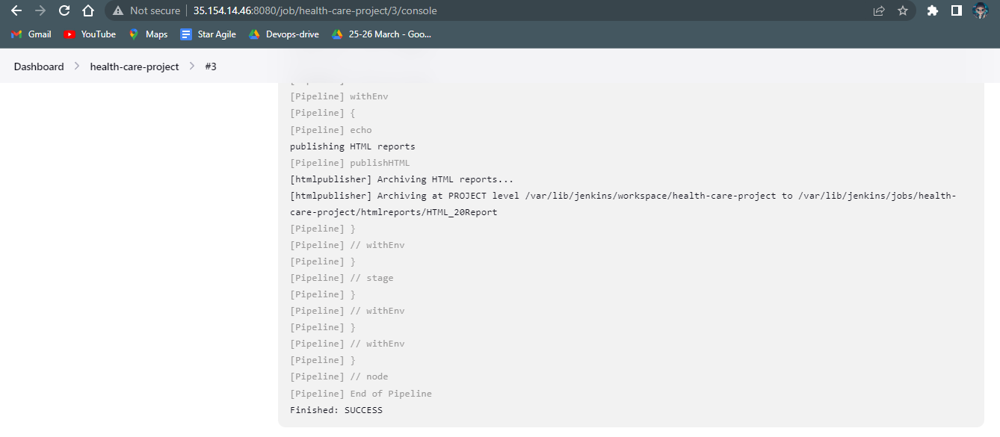 Not secure | 35.154.14.46:8080/job/health-care-project/3/console
Gmail YouTube Maps Star Agile Devops-drive 25-26 March - Goo...
Dashboard > health-care-project > #3
[Pipeline] withEnv
[Pipeline] {
[Pipeline] echo
publishing HTML reports
[Pipeline] publishHTML
[htmlpublisher] Archiving HTML reports...
[htmlpublisher] Archiving at PROJECT level /var/lib/jenkins/workspace/health-care-project to /var/lib/jenkins/jobs/health-
care-project/htmlreports/HTML_20Report
[Pipeline] }
[Pipeline] // withEnv
[Pipeline] }
[Pipeline] // stage
[Pipeline] }
[Pipeline] // withEnv
[Pipeline] }
[Pipeline] // withEnv
[Pipeline] }
[Pipeline] // node
[Pipeline] End of Pipeline
Finished: SUCCESS